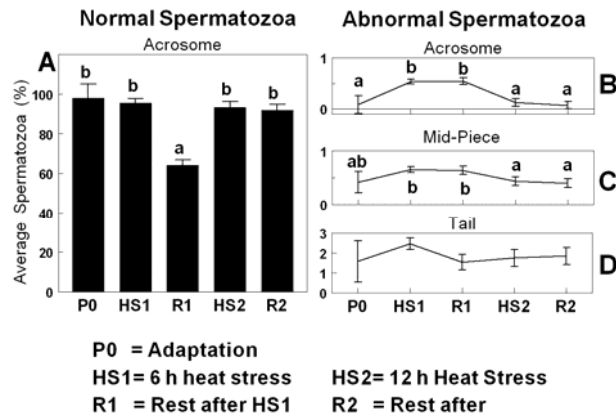 Normal Spermatozoa
Acrosome
A
Average Spermatozoa (%)
100
80
60
40
20
0
b
b
a
b
b
P0 HS1 R1 HS2 R2
Abnormal Spermatozoa
Acrosome
B
1
0
a b b a a
Mid-Piece
C
1
0
ab b b a a
Tail
D
3
2
1
0
P0 HS1 R1 HS2 R2
P0 = Adaptation
HS1= 6 h heat stress HS2= 12 h Heat Stress
R1 = Rest after HS1 R2 = Rest after